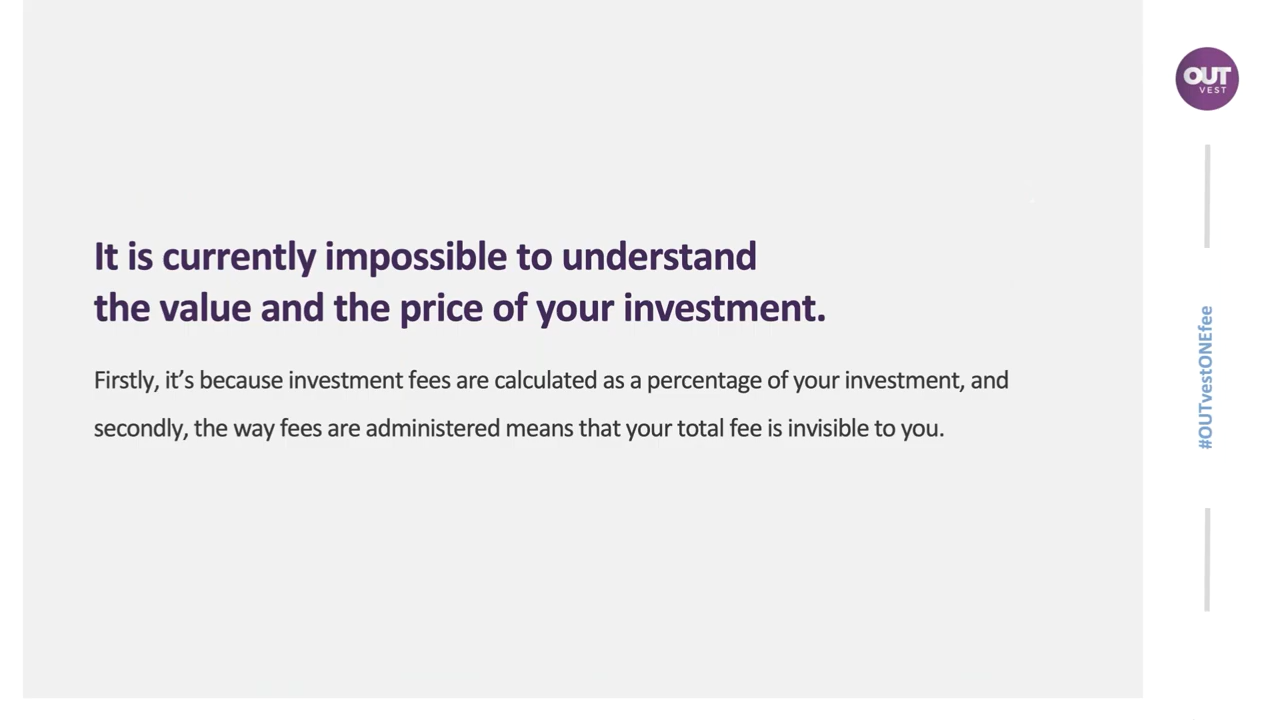 It is currently impossible to understand
the value and the price of your investment.
Firstly, it’s because investment fees are calculated as a percentage of your investment, and
secondly, the way fees are administered means that your total fee is invisible to you.
OUT
VEST
#OUTvestONEfee